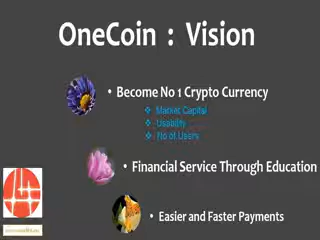 OneCoin : Vision
• Become No 1 Crypto Currency
❖ Market Capital
❖ Usability
❖ No of Users
• Financial Service Through Education
• Easier and Faster Payments